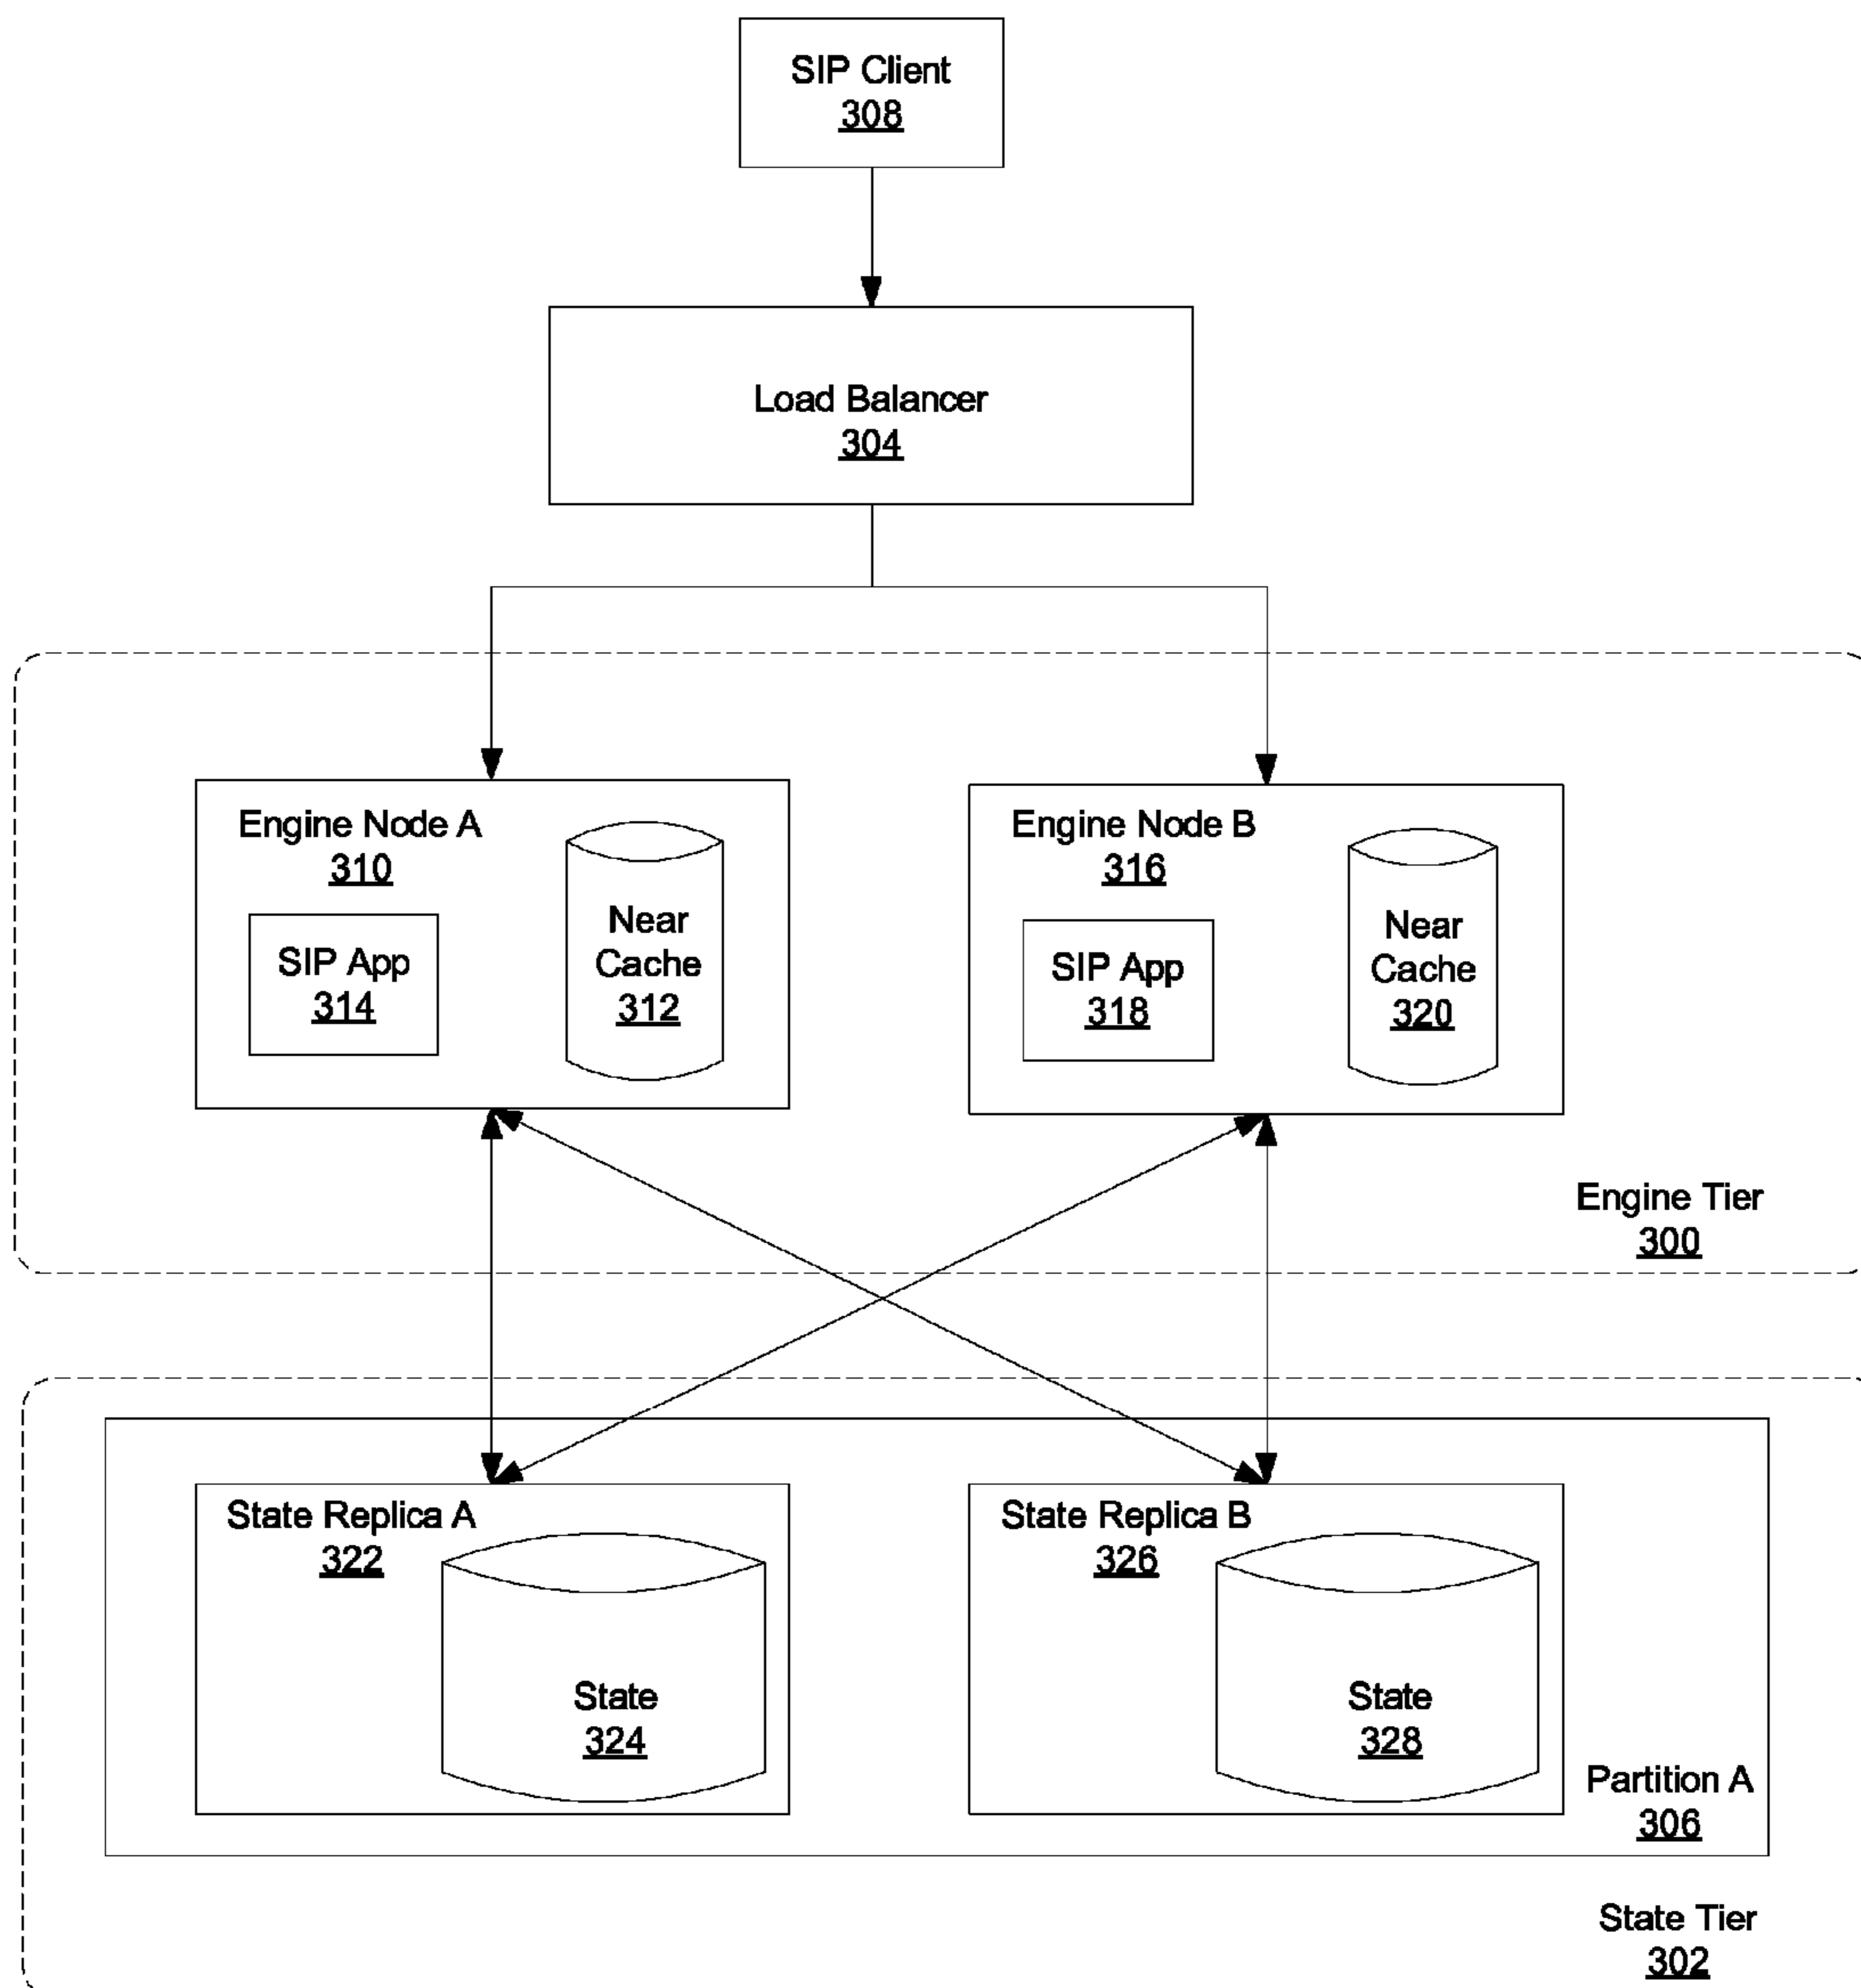 SIP Client
308
Load Balancer
304
Engine Node A
310
SIP App
314
Near
Cache
312
Engine Node B
316
SIP App
318
Near
Cache
320
Engine Tier
300
State Replica A
322
State
324
State Replica B
326
State
328
Partition A
306
State Tier
302